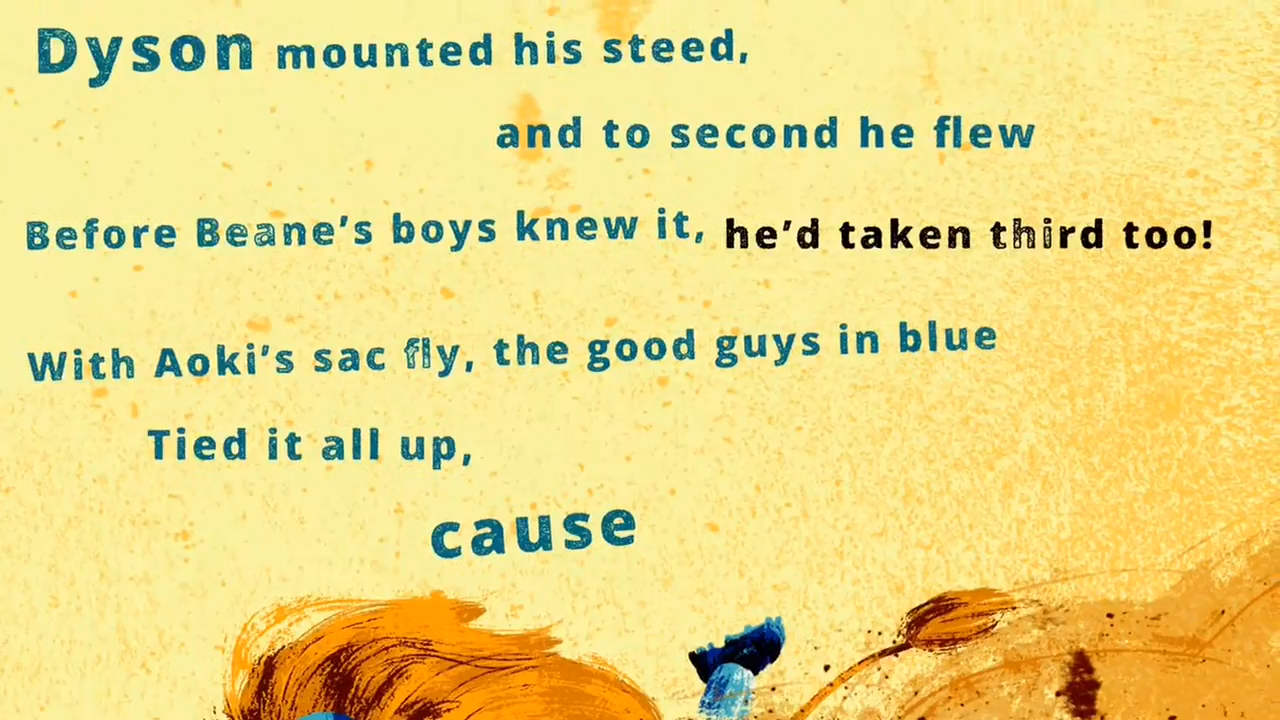 Dyson mounted his steed,
and to second he flew
Before Beane’s boys knew it, he’d taken third too!
With Aoki’s sac fly, the good guys in blue
Tied it all up,
cause